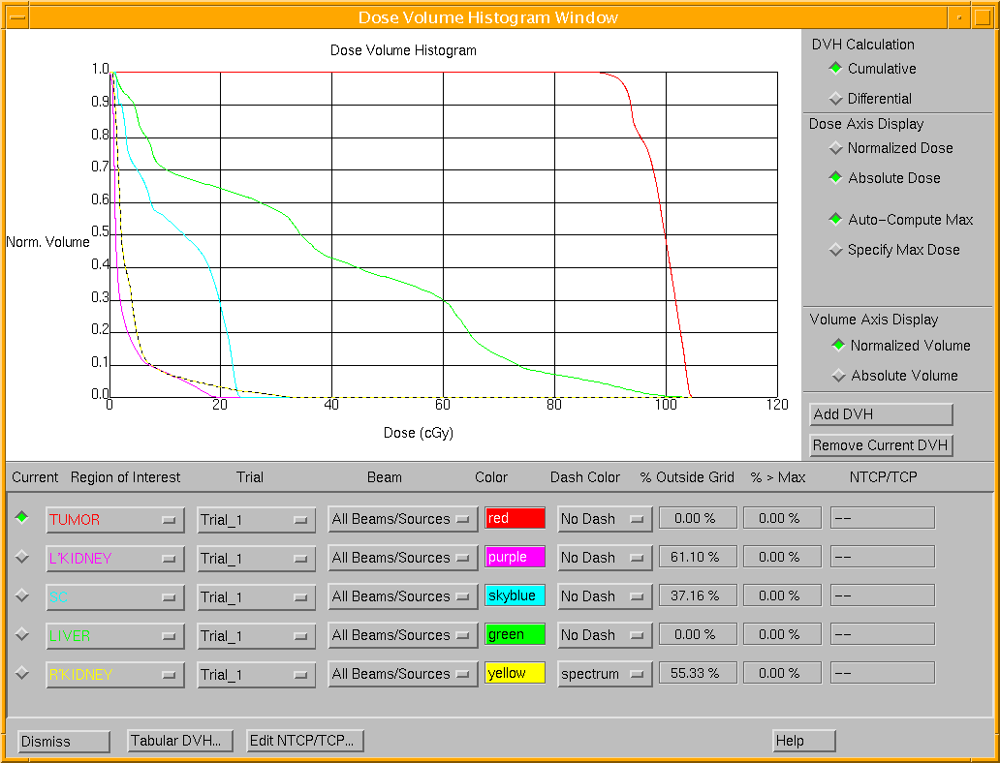 Dose Volume Histogram Window
Dose Volume Histogram
1.0
0.9
0.8
0.7
0.6
0.5
0.4
0.3
0.2
0.1
0.0
Norm. Volume
0 20 40 60 80 100 120
Dose (cGy)
DVH Calculation
Cumulative
Differential
Dose Axis Display
Normalized Dose
Absolute Dose
Auto-Compute Max
Specify Max Dose
Volume Axis Display
Normalized Volume
Absolute Volume
Add DVH
Remove Current DVH
Current Region of Interest Trial Beam Color Dash Color % Outside Grid % > Max NTCP/TCP
TUMOR Trial_1 All Beams/Sources red No Dash 0.00 % 0.00 % --
L'KIDNEY Trial_1 All Beams/Sources purple No Dash 61.10 % 0.00 % --
SC Trial_1 All Beams/Sources skyblue No Dash 37.16 % 0.00 % --
LIVER Trial_1 All Beams/Sources green No Dash 0.00 % 0.00 % --
R'KIDNEY Trial_1 All Beams/Sources yellow spectrum 55.33 % 0.00 % --
Dismiss Tabular DVH... Edit NTCP/TCP... Help